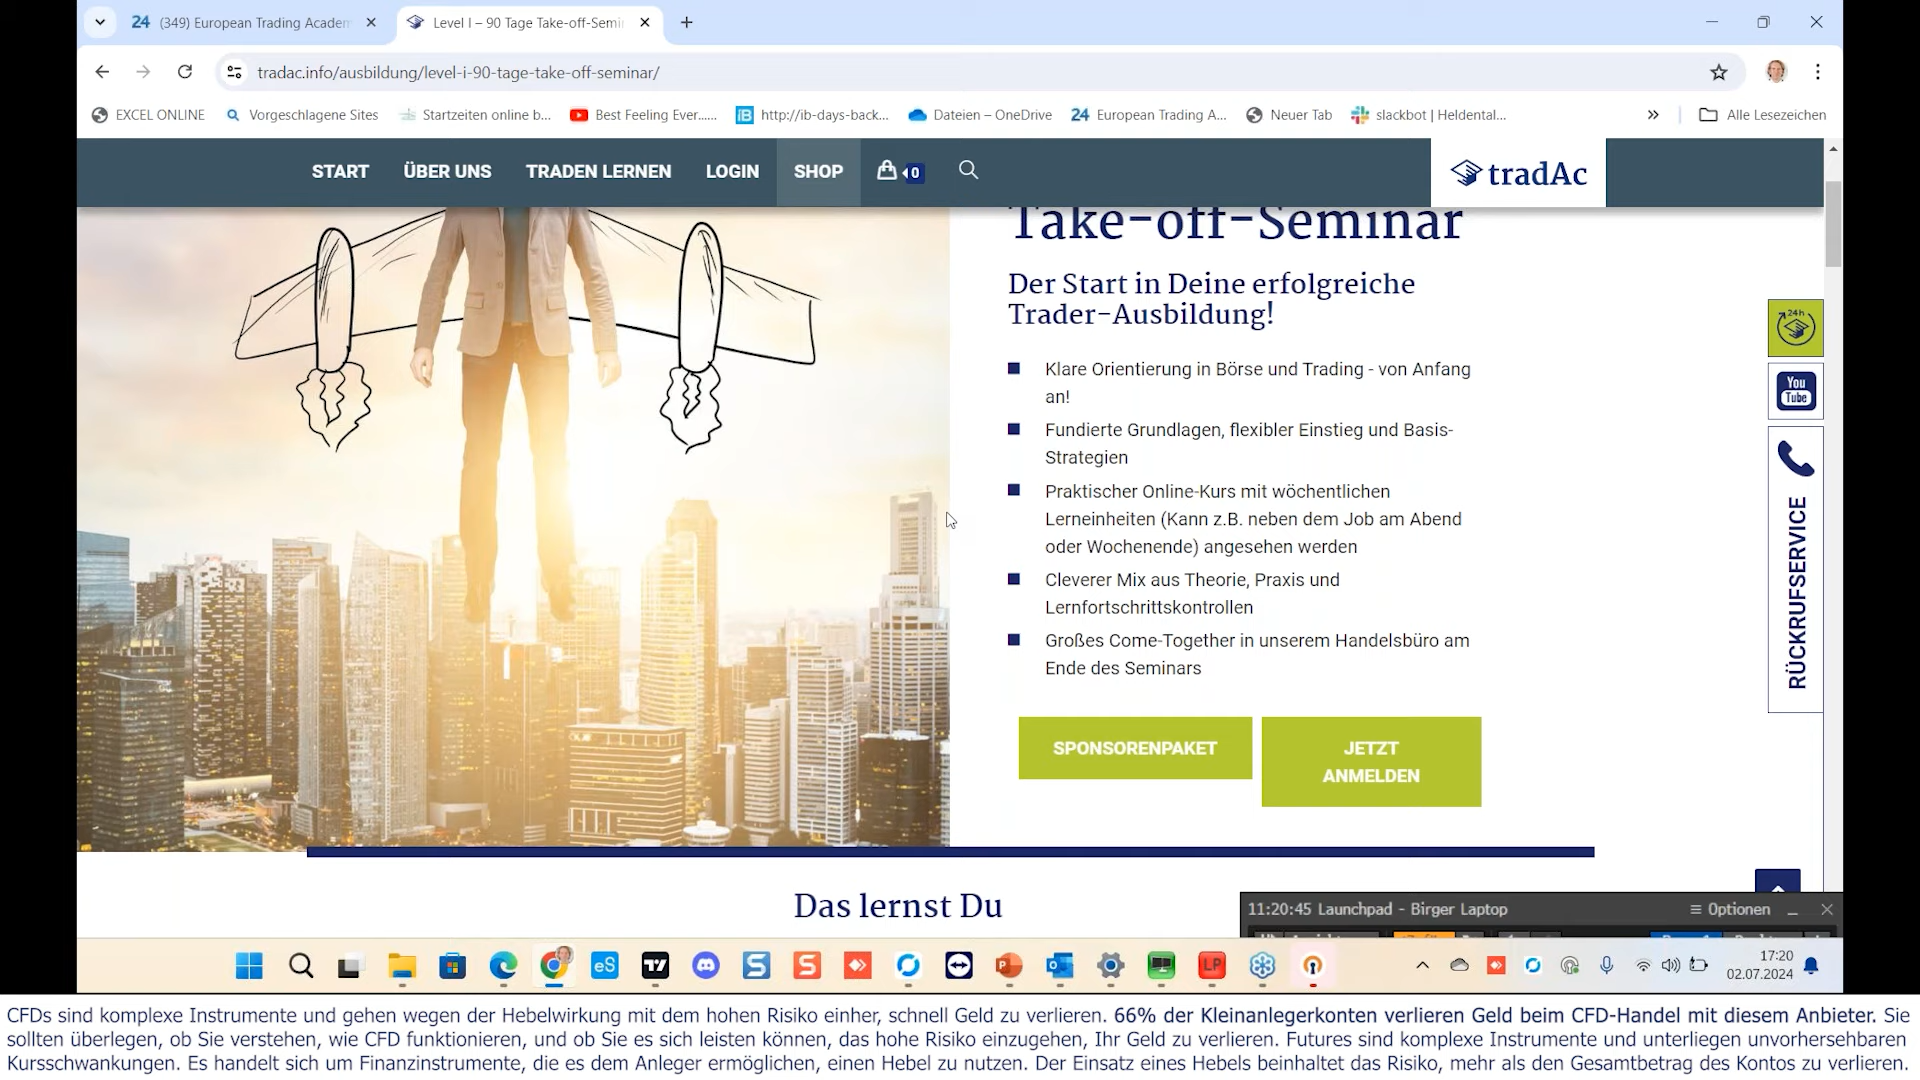 24 (349) European Trading Academ
Level I – 90 Tage Take-off-Semin
tradac.info/ausbildung/level-i-90-tage-take-off-seminar/
EXCEL ONLINE
Vorgeschlagene Sites
Startzeiten online b...
Best Feeling Ever......
iB http://ib-days-back...
Dateien – OneDrive
24 European Trading A...
Neuer Tab
slackbot | Heldental...
»
Alle Lesezeichen
START
ÜBER UNS
TRADEN LERNEN
LOGIN
SHOP
0
tradAc
Take-off-Seminar
Der Start in Deine erfolgreiche
Trader-Ausbildung!
Klare Orientierung in Börse und Trading - von Anfang
an!
Fundierte Grundlagen, flexibler Einstieg und Basis-
Strategien
Praktischer Online-Kurs mit wöchentlichen
Lerneinheiten (Kann z.B. neben dem Job am Abend
oder Wochenende) angesehen werden
Cleverer Mix aus Theorie, Praxis und
Lernfortschrittskontrollen
Großes Come-Together in unserem Handelsbüro am
Ende des Seminars
SPONSORENPAKET
JETZT
ANMELDEN
24h
You
Tube
RÜCKRUFSERVICE
Das lernst Du
11:20:45 Launchpad - Birger Laptop
≡ Optionen
eS
S
S
P
LP
17:20
02.07.2024
CFDs sind komplexe Instrumente und gehen wegen der Hebelwirkung mit dem hohen Risiko einher, schnell Geld zu verlieren. 66% der Kleinanlegerkonten verlieren Geld beim CFD-Handel mit diesem Anbieter. Sie
sollten überlegen, ob Sie verstehen, wie CFD funktionieren, und ob Sie es sich leisten können, das hohe Risiko einzugehen, Ihr Geld zu verlieren. Futures sind komplexe Instrumente und unterliegen unvorhersehbaren
Kursschwankungen. Es handelt sich um Finanzinstrumente, die es dem Anleger ermöglichen, einen Hebel zu nutzen. Der Einsatz eines Hebels beinhaltet das Risiko, mehr als den Gesamtbetrag des Kontos zu verlieren.